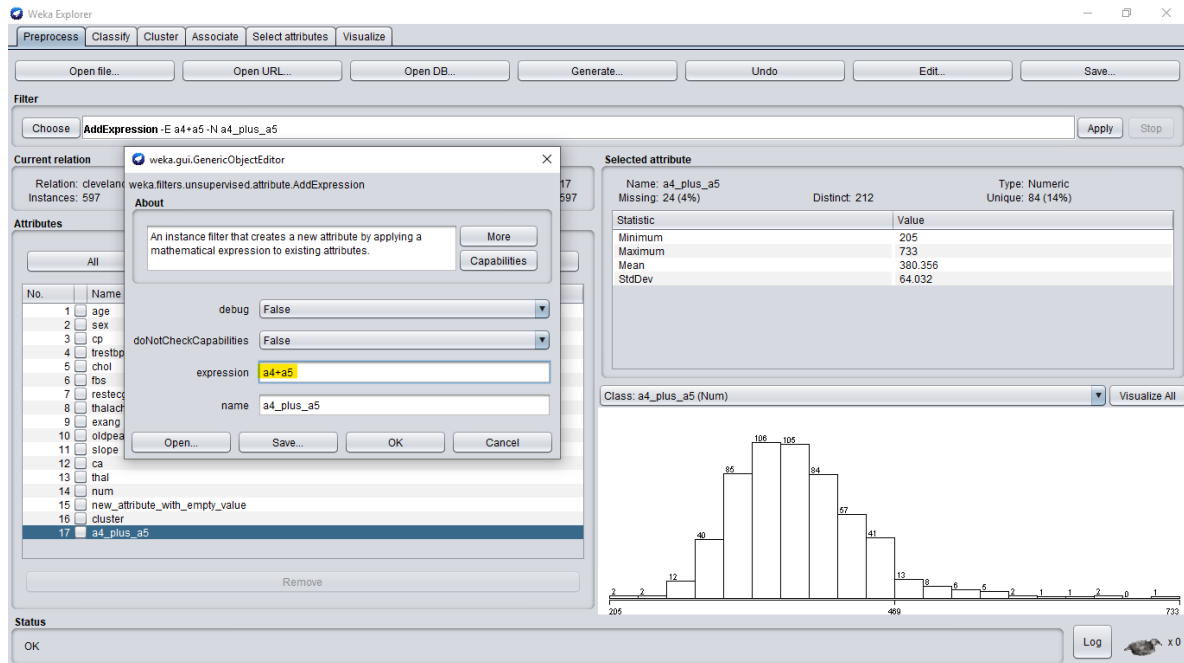 Weka Explorer
Preprocess Classify Cluster Associate Select attributes Visualize
Open file... Open URL... Open DB... Generate... Undo Edit... Save...
Filter
Choose AddExpression -E a4+a5 -N a4_plus_a5 Apply Stop
Current relation
Relation: cleveland
Instances: 597
17
597
Attributes
All
No. Name
1 age
2 sex
3 cp
4 trestbp
5 chol
6 fbs
7 restecg
8 thalach
9 exang
10 oldpea
11 slope
12 ca
13 thal
14 num
15 new_attribute_with_empty_value
16 cluster
17 a4_plus_a5
Remove
weka.gui.GenericObjectEditor
weka.filters.unsupervised.attribute.AddExpression
About
An instance filter that creates a new attribute by applying a
mathematical expression to existing attributes.
More
Capabilities
debug False
doNotCheckCapabilities False
expression a4+a5
name a4_plus_a5
Open... Save... OK Cancel
Selected attribute
Name: a4_plus_a5 Type: Numeric
Missing: 24 (4%) Distinct: 212 Unique: 84 (14%)
Statistic Value
Minimum 205
Maximum 733
Mean 380.356
StdDev 64.032
Class: a4_plus_a5 (Num) Visualize All
2 2 12 40 85 106 105 84 57 41 13 8 6 5 2 1 1 2 0 1
205 469 733
Status
OK
Log x 0